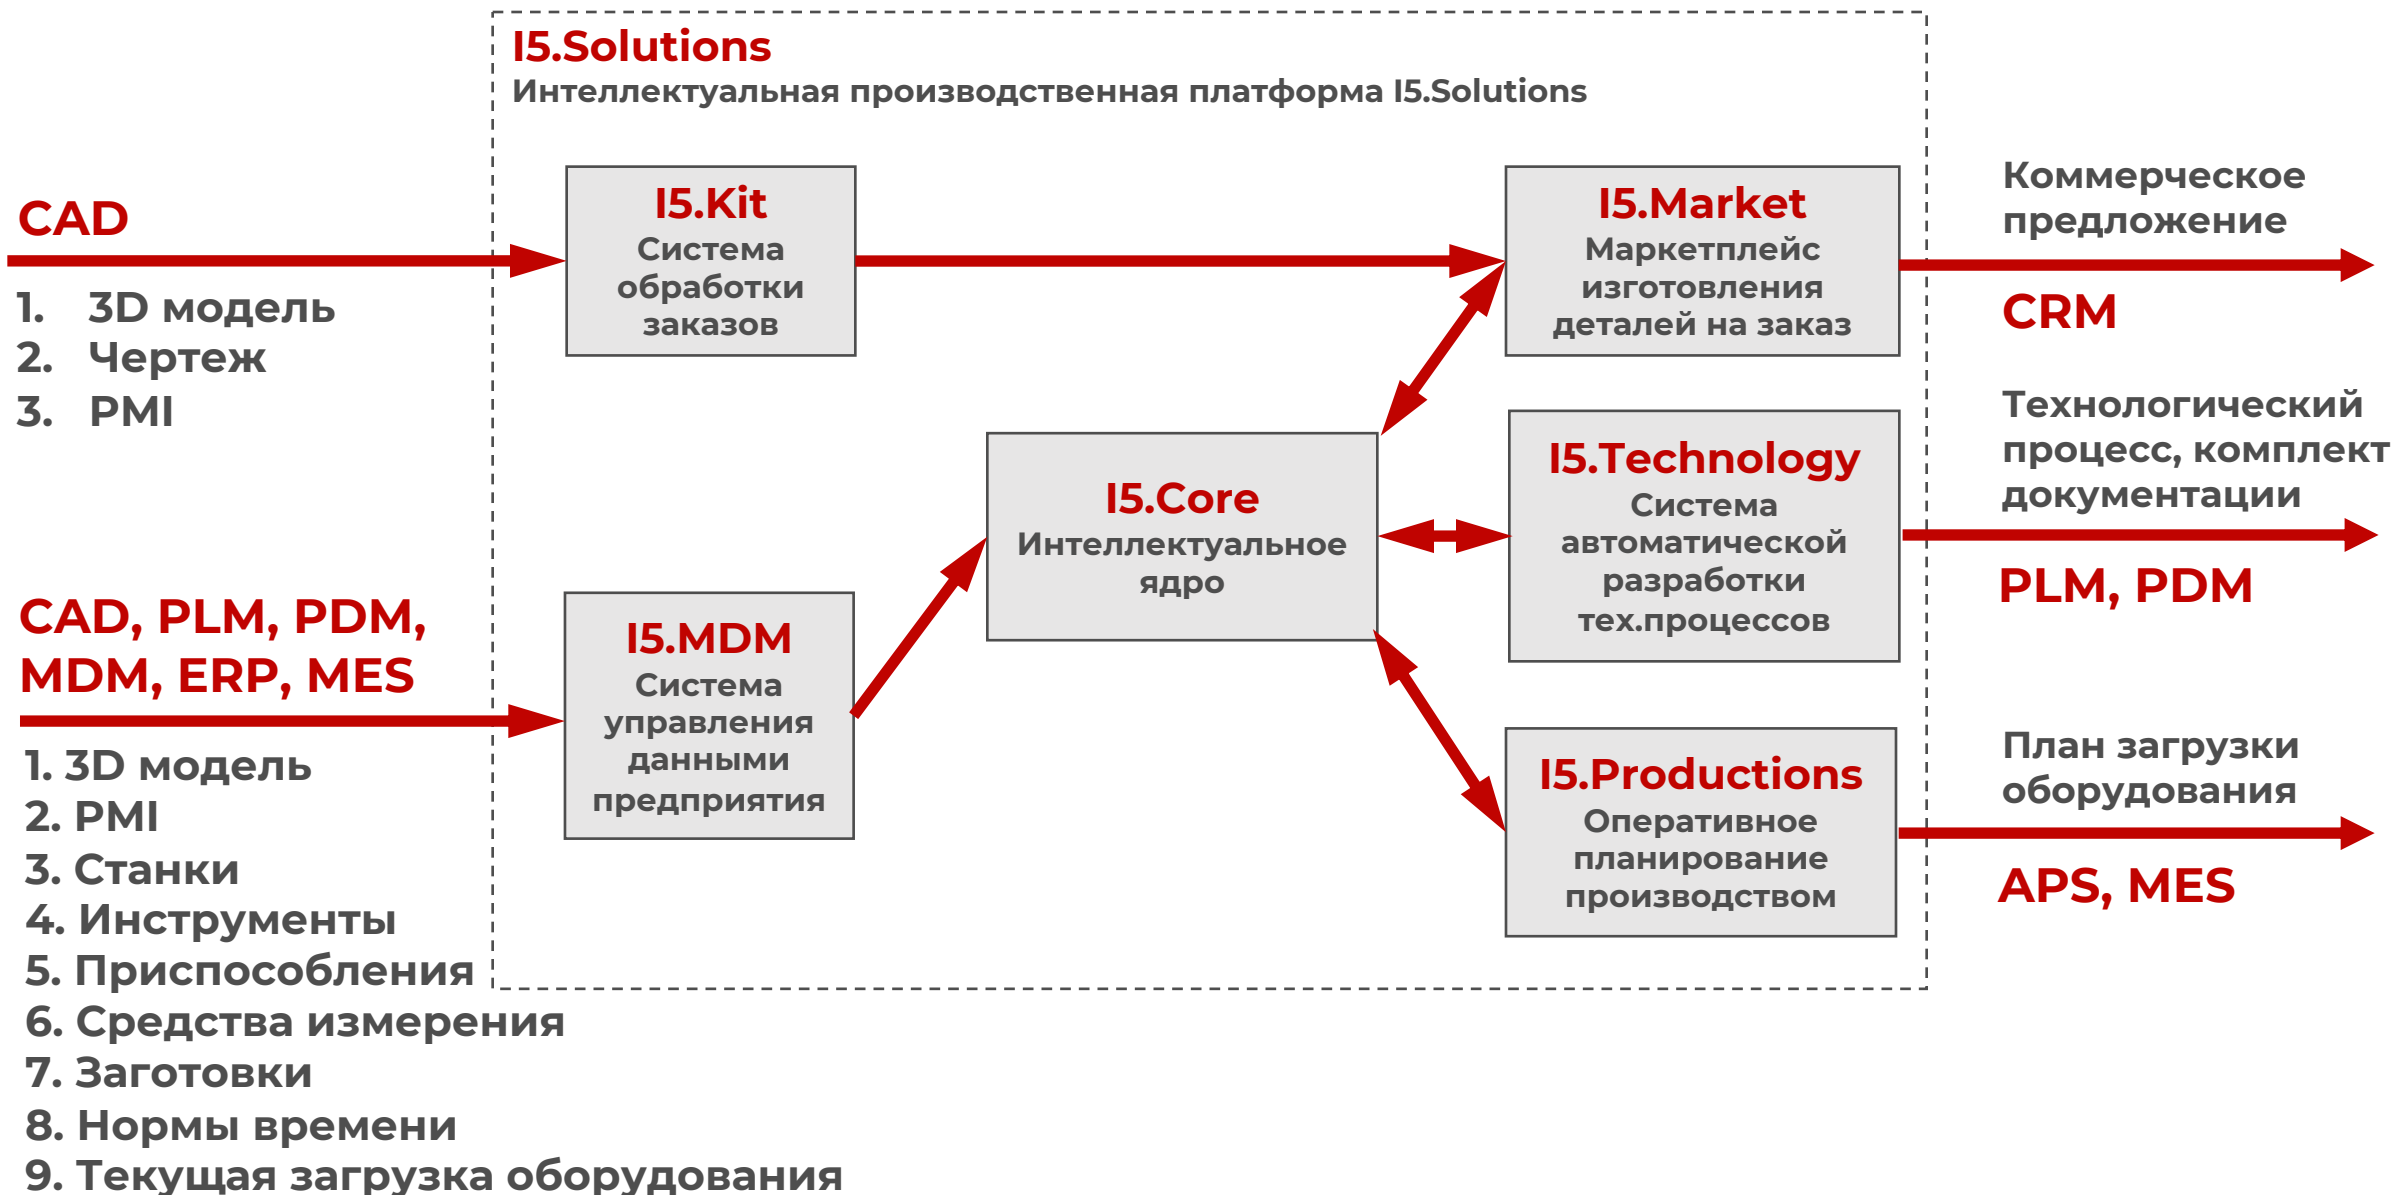 I5.Solutions
Интеллектуальная производственная платформа I5.Solutions
CAD
1. 3D модель
2. Чертеж
3. PMI
I5.Kit
Система
обработки
заказов
I5.Market
Маркетплейс
изготовления
деталей на заказ
Коммерческое
предложение
CRM
I5.Core
Интеллектуальное
ядро
I5.Technology
Система
автоматической
разработки
тех.процессов
Технологический
процесс, комплект
документации
PLM, PDM
CAD, PLM, PDM,
MDM, ERP, MES
1. 3D модель
2. PMI
3. Станки
4. Инструменты
5. Приспособления
6. Средства измерения
7. Заготовки
8. Нормы времени
9. Текущая загрузка оборудования
I5.MDM
Система
управления
данными
предприятия
I5.Productions
Оперативное
планирование
производством
План загрузки
оборудования
APS, MES